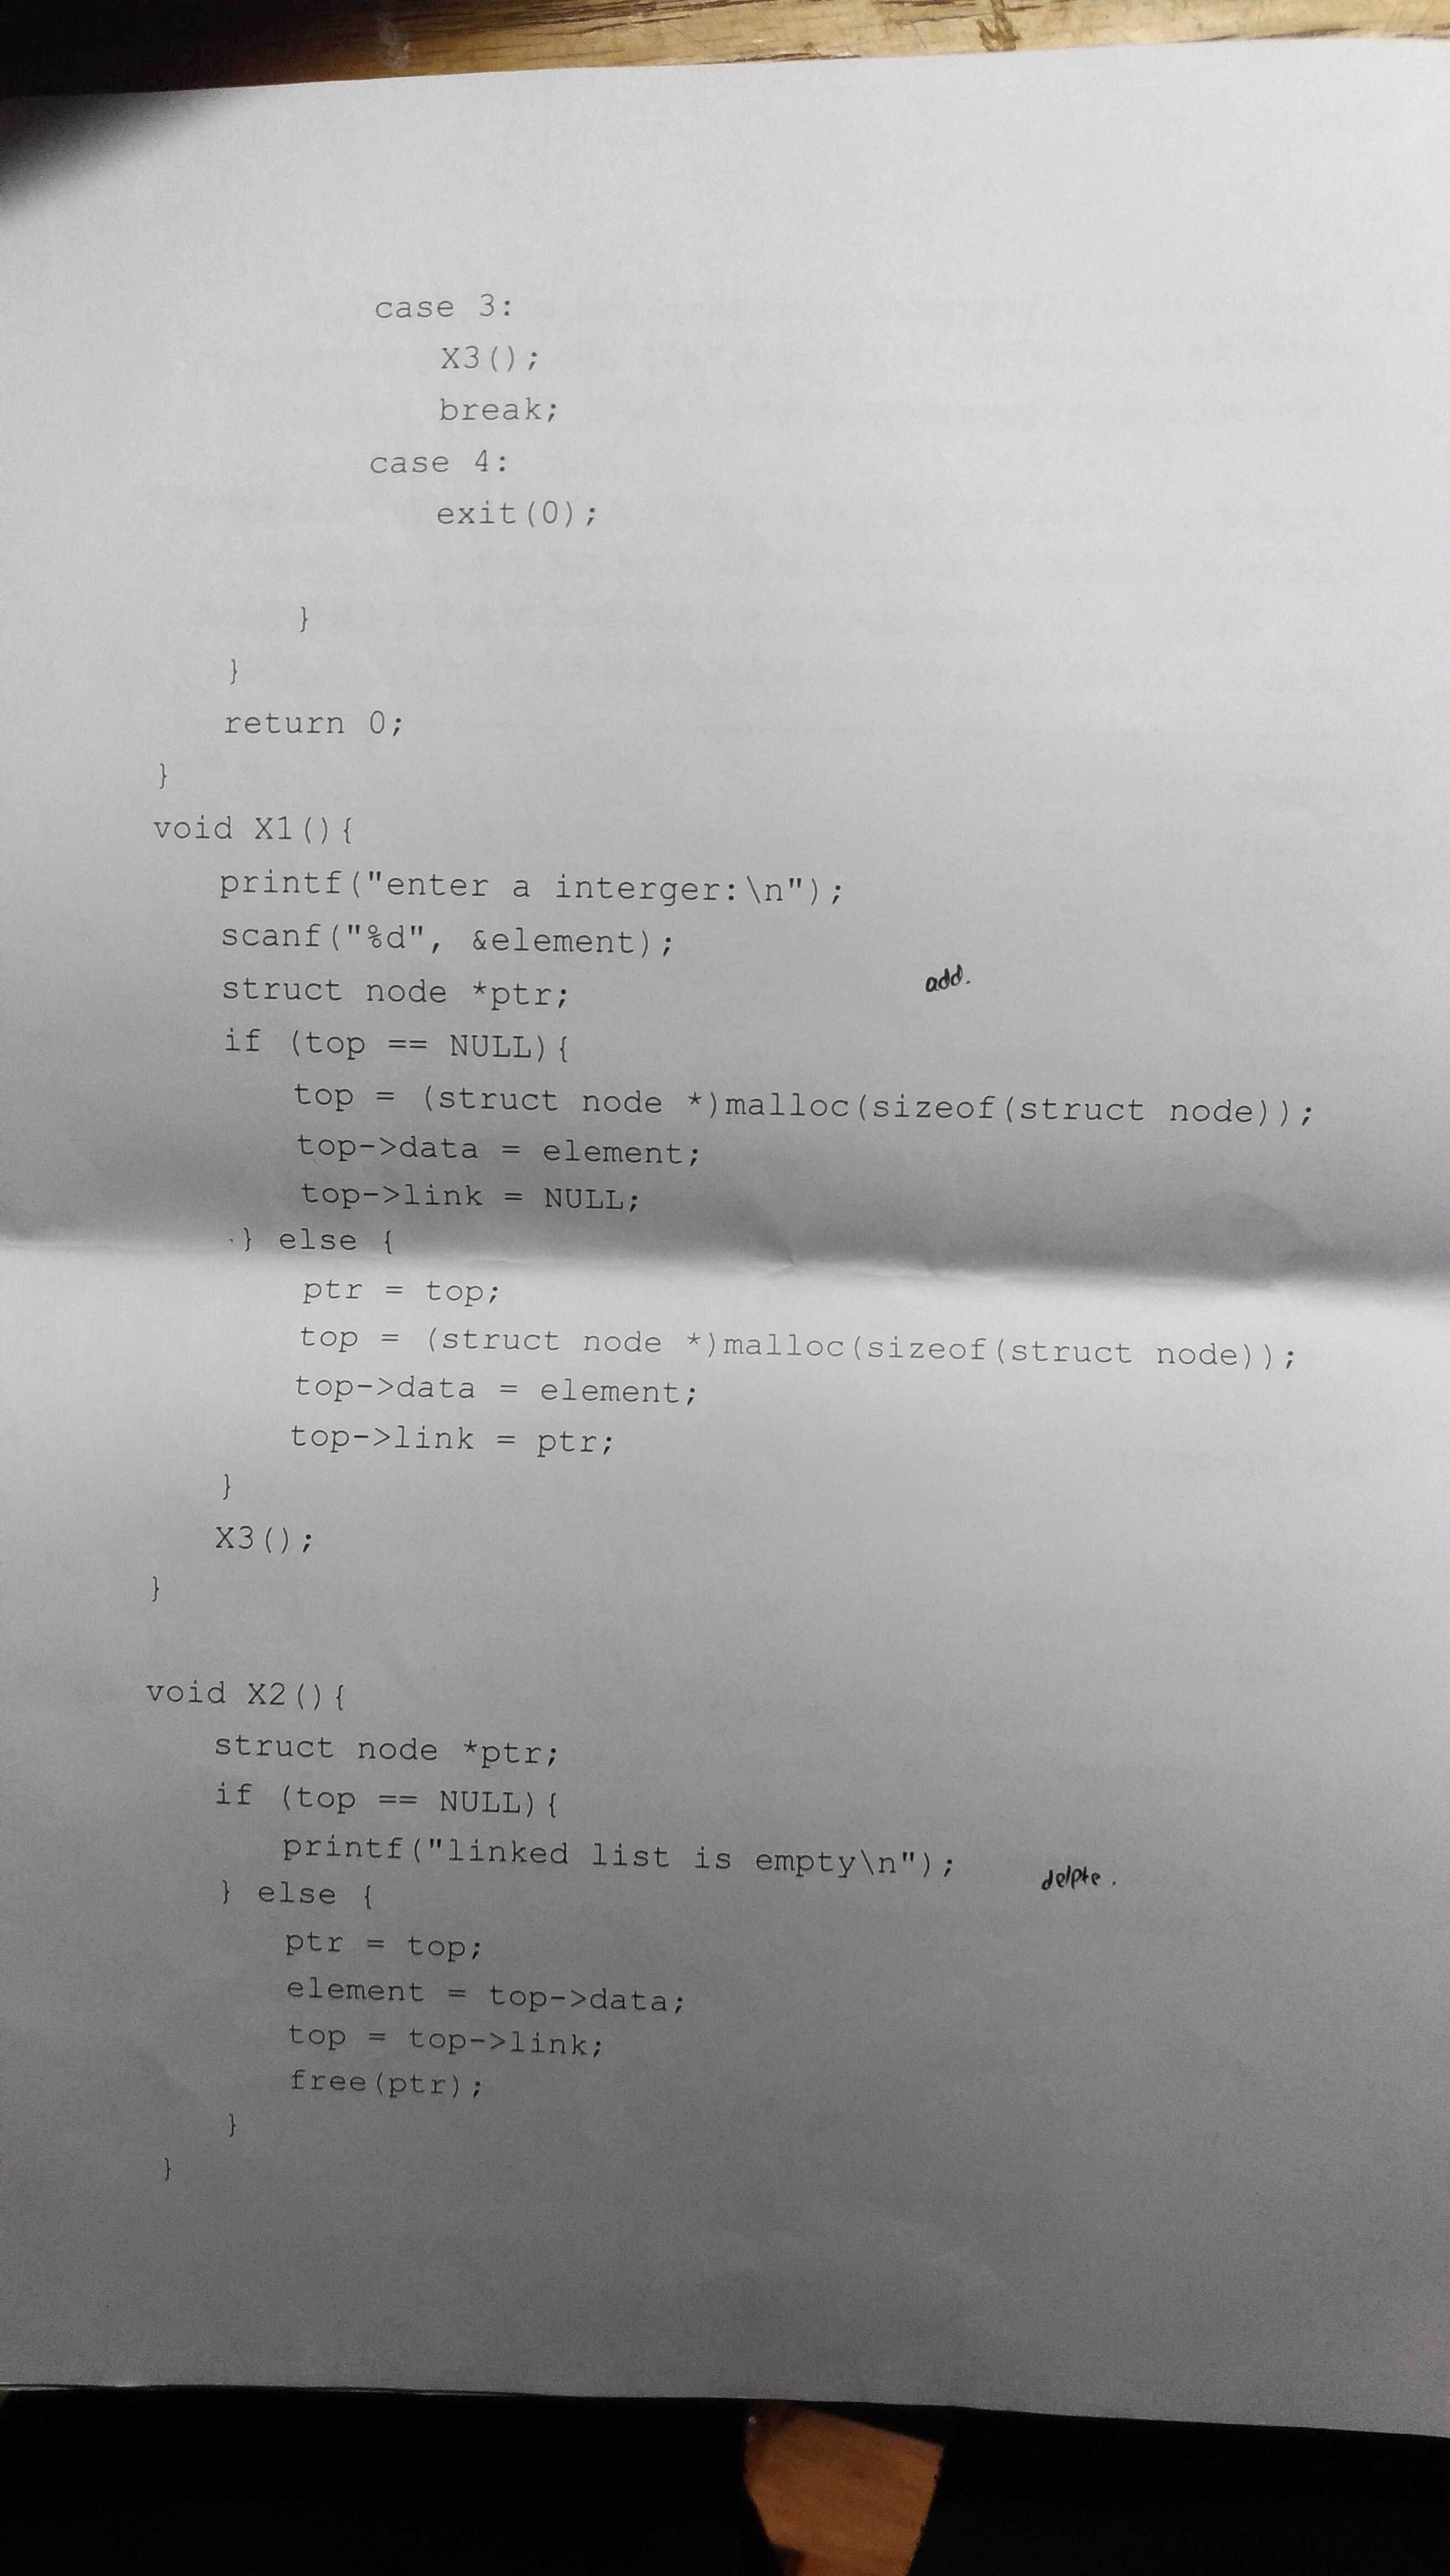 case 3:
X3();
break;
case 4:
exit(0);
}
}
return 0;
}
void X1(){
printf("enter a interger:\n");
scanf("%d", &element);
add.
struct node *ptr;
if (top == NULL){
top = (struct node *)malloc(sizeof(struct node));
top->data = element;
top->link = NULL;
} else {
ptr = top;
top = (struct node *)malloc(sizeof(struct node));
top->data = element;
top->link = ptr;
}
X3();
}
void X2(){
struct node *ptr;
if (top == NULL){
printf("linked list is empty\n");
delete.
} else {
ptr = top;
element = top->data;
top = top->link;
free(ptr);
}
}